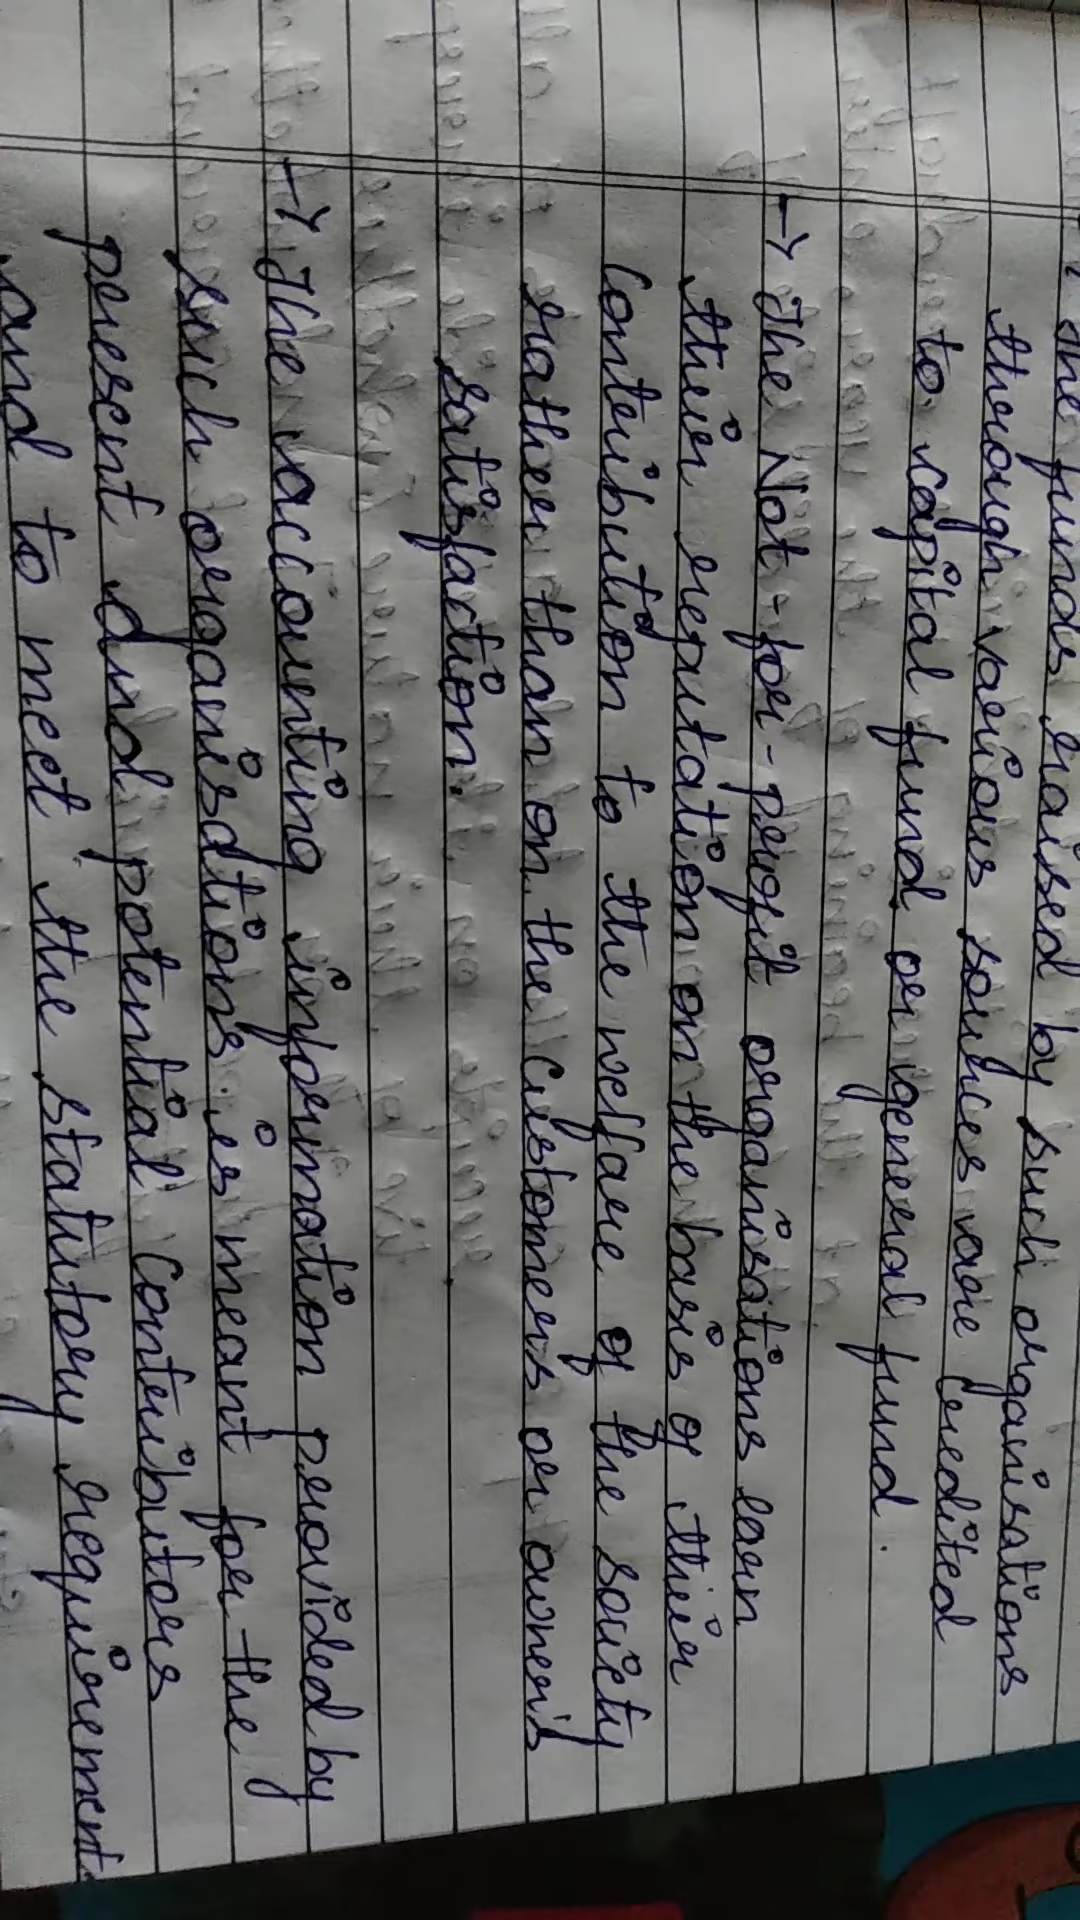 The funds raised by such organisations
through various sources are credited
to capital fund or general fund.
→ The Not-for-profit organisations earn
their reputation on the basis of their
contribution to the welfare of the society
rather than on the customers or owner's
satisfaction.
→ The accounting information provided by
such organisations is meant for the
present and potential contributors
and to meet the statutory requirement.